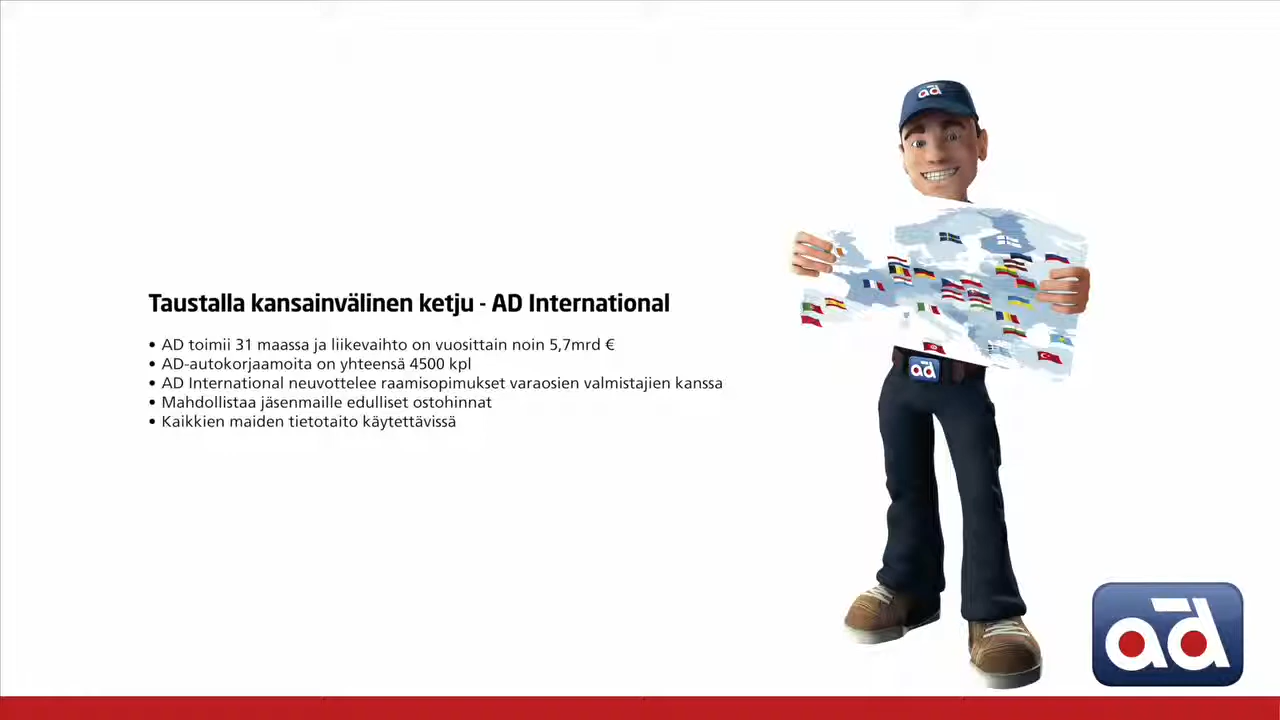 Taustalla kansainvälinen ketju - AD International
• AD toimii 31 maassa ja liikevaihto on vuosittain noin 5,7mrd €
• AD-autokorjaamoita on yhteensä 4500 kpl
• AD International neuvottelee raamisopimukset varaosien valmistajien kanssa
• Mahdollistaa jäsenmaille edulliset ostohinnat
• Kaikkien maiden tietotaito käytettävissä
ad
ad
ad